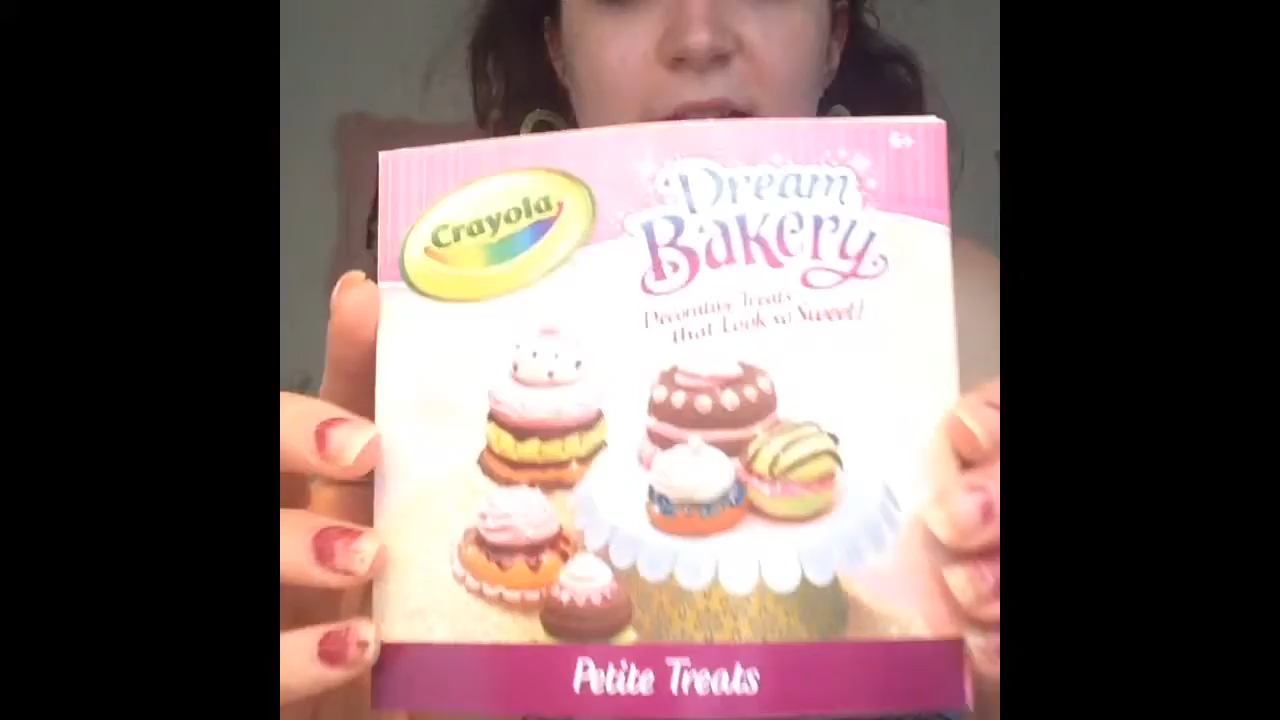 6+
Crayola
Dream
Bakery
Decorative Treats
that Look so Sweet!
Petite Treats